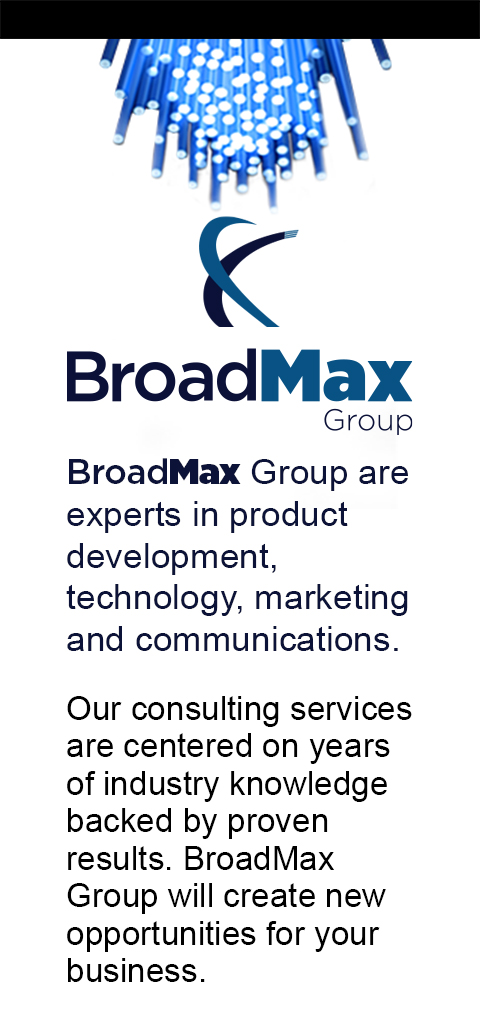 BroadMax
Group
BroadMax Group are
experts in product
development,
technology, marketing
and communications.
Our consulting services
are centered on years
of industry knowledge
backed by proven
results. BroadMax
Group will create new
opportunities for your
business.